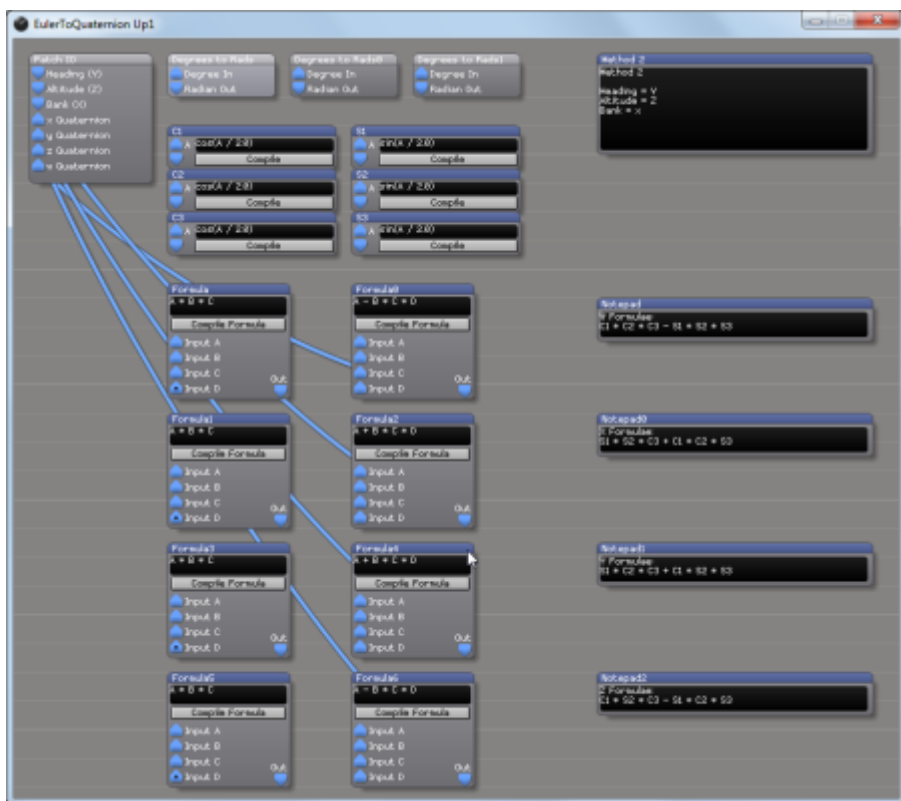 EulerToQuaternion Up1
Patch IO
Heading (Y)
Altitude (Z)
Bank (X)
x Quaternion
y Quaternion
z Quaternion
w Quaternion
Degrees to Rads
Degree In
Radian Out
Degrees to Rads0
Degree In
Radian Out
Degrees to Rads1
Degree In
Radian Out
Method 2
Method 2
Heading = Y
Altitude = Z
Bank = x
C1
A cos(A / 2.0)
Compile
S1
A sin(A / 2.0)
Compile
C2
A cos(A / 2.0)
Compile
S2
A sin(A / 2.0)
Compile
C3
A cos(A / 2.0)
Compile
S3
A sin(A / 2.0)
Compile
Formula
A * B * C
Compile Formula
Input A
Input B
Input C
Input D
Out
Formula0
A - B * C * D
Compile Formula
Input A
Input B
Input C
Input D
Out
Notepad
W Formulae
C1 * C2 * C3 - S1 * S2 * S3
Formula1
A * B * C
Compile Formula
Input A
Input B
Input C
Input D
Out
Formula2
A + B * C * D
Compile Formula
Input A
Input B
Input C
Input D
Out
Notepad0
X Formulae
S1 * S2 * C3 + C1 * C2 * S3
Formula3
A * B * C
Compile Formula
Input A
Input B
Input C
Input D
Out
Formula4
A + B * C * D
Compile Formula
Input A
Input B
Input C
Input D
Out
Notepad1
Y Formulae
S1 * C2 * C3 + C1 * S2 * S3
Formula5
A * B * C
Compile Formula
Input A
Input B
Input C
Input D
Out
Formula6
A - B * C * D
Compile Formula
Input A
Input B
Input C
Input D
Out
Notepad2
Z Formulae
C1 * S2 * C3 - S1 * C2 * S3